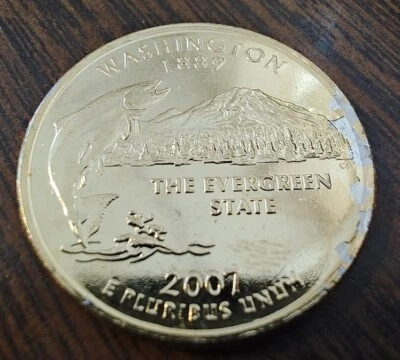 WASHINGTON
1889
THE EVERGREEN
STATE
2007
E PLURIBUS UNUM